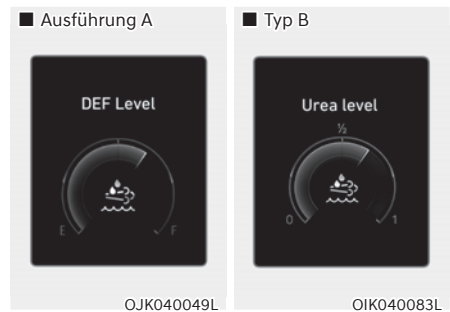 ■ Ausführung A
DEF Level
E
F
OJK040049L
■ Typ B
Urea level
½
0
1
OIK040083L